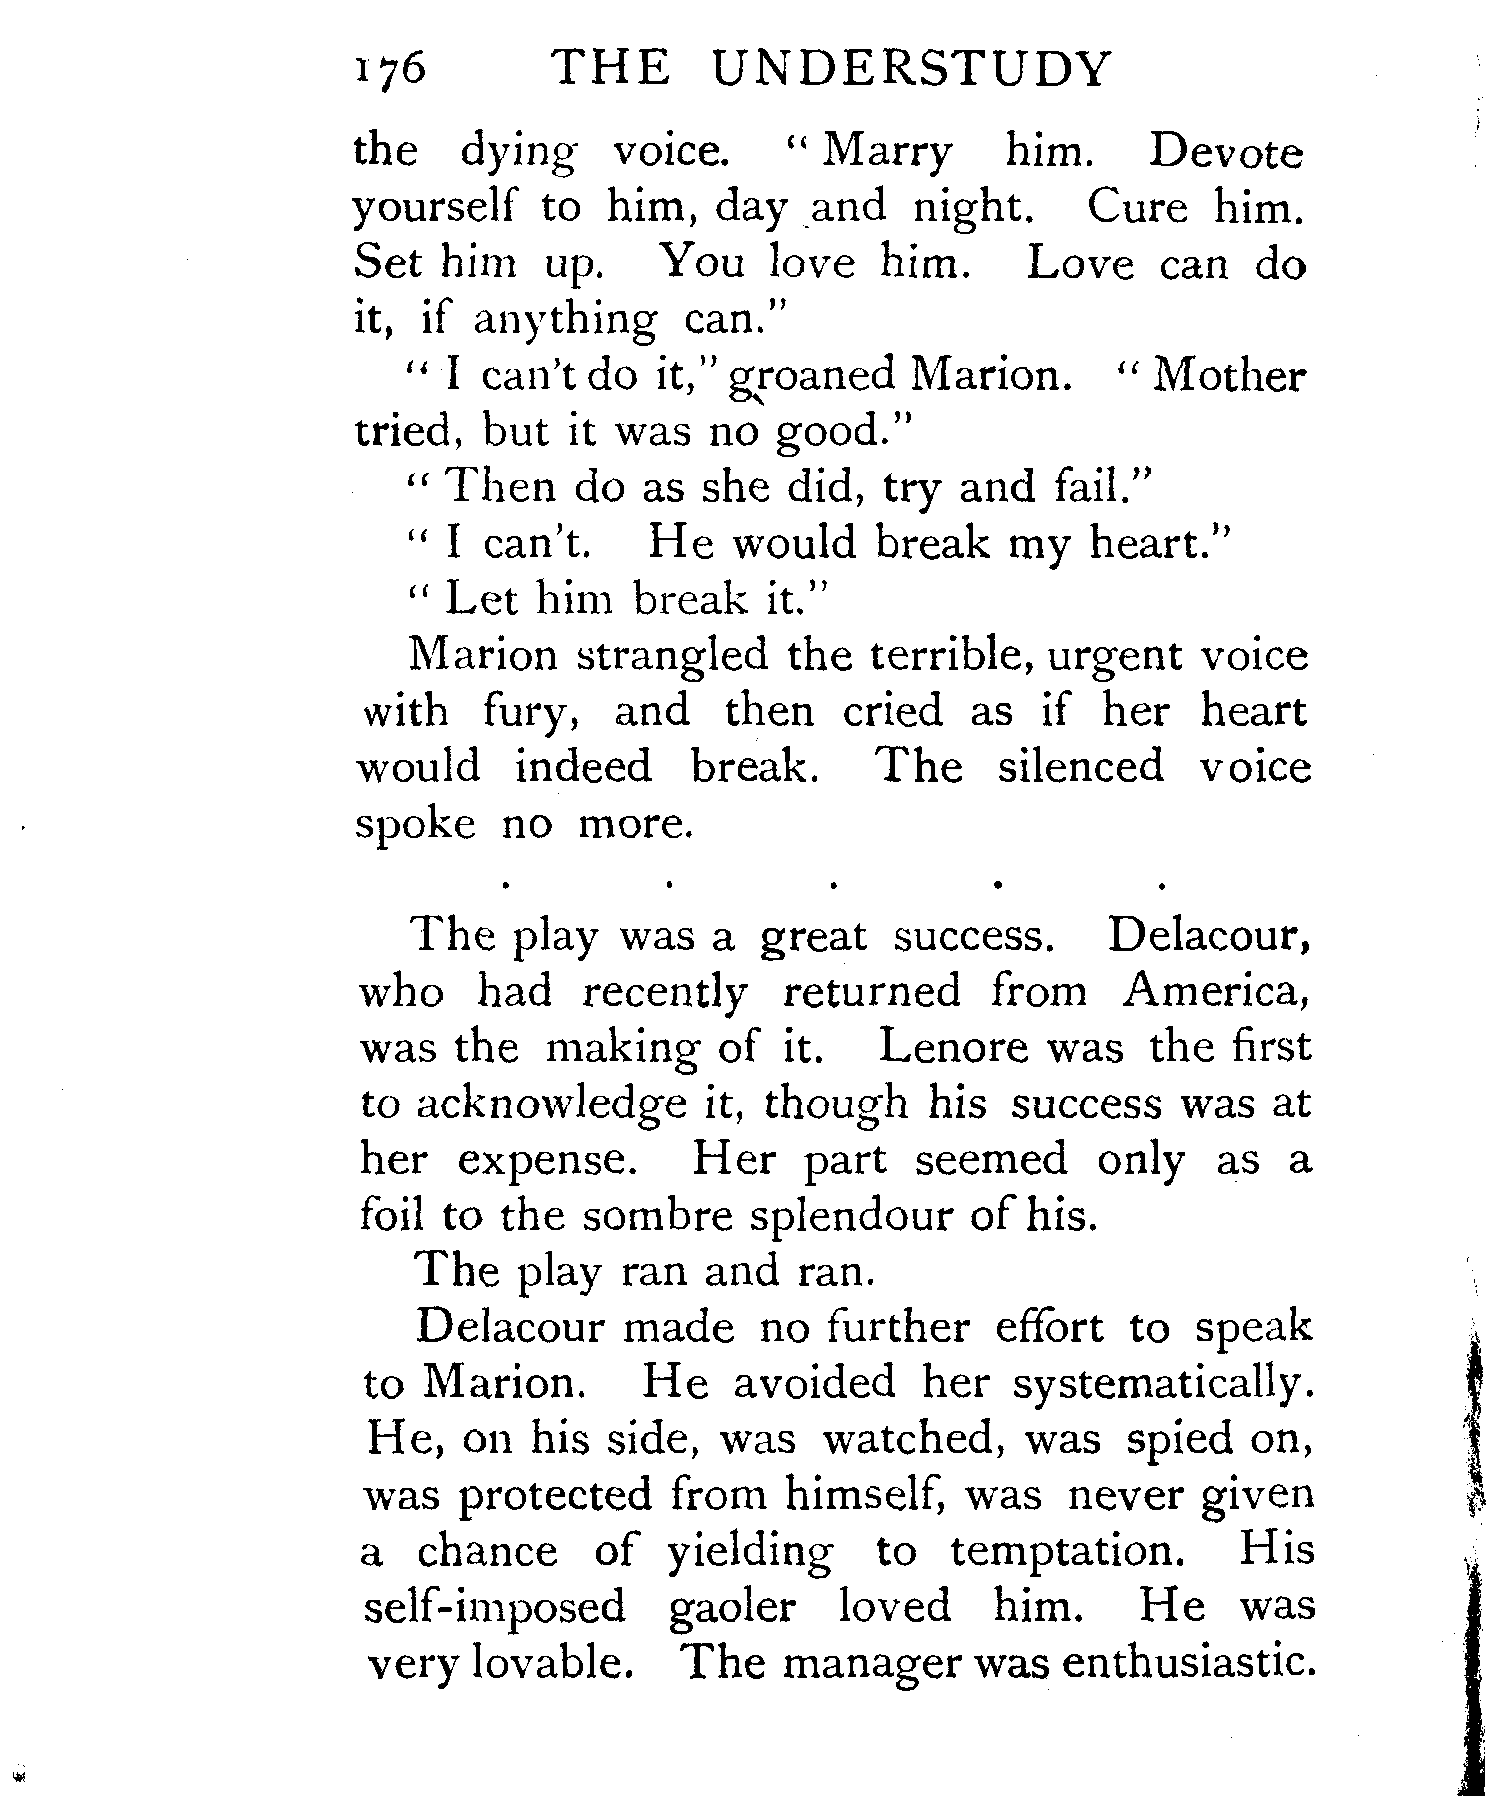 176 THE UNDERSTUDY
the dying voice. “Marry him. Devote
yourself to him, day and night. Cure him.
Set him up. You love him. Love can do
it, if anything can.”
“I can't do it,” groaned Marion. “Mother
tried, but it was no good.”
“Then do as she did, try and fail.”
“I can't. He would break my heart.”
“Let him break it.”
Marion strangled the terrible, urgent voice
with fury, and then cried as if her heart
would indeed break. The silenced voice
spoke no more.
. . . . .
The play was a great success. Delacour,
who had recently returned from America,
was the making of it. Lenore was the first
to acknowledge it, though his success was at
her expense. Her part seemed only as a
foil to the sombre splendour of his.
The play ran and ran.
Delacour made no further effort to speak
to Marion. He avoided her systematically.
He, on his side, was watched, was spied on,
was protected from himself, was never given
a chance of yielding to temptation. His
self-imposed gaoler loved him. He was
very lovable. The manager was enthusiastic.